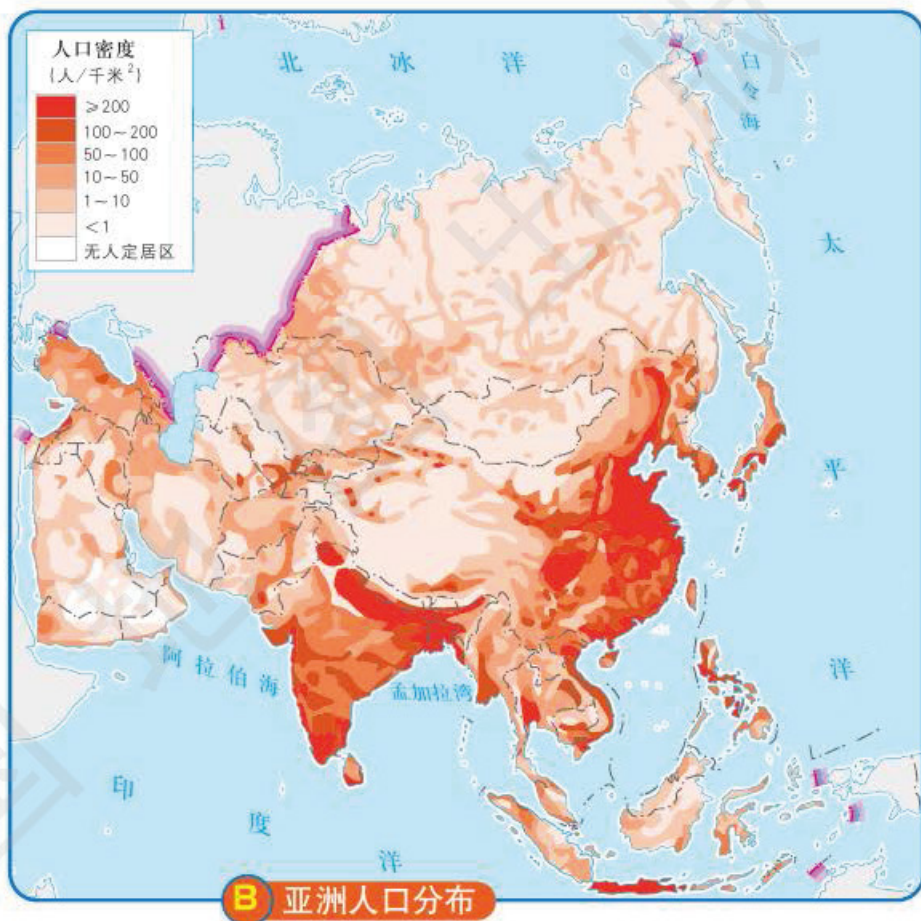 人口密度
(人/千米²)
≥200
100~200
50~100
10~50
1~10
<1
无人定居区
北冰洋
白令海
太平洋
阿拉伯海
孟加拉湾
印度洋
B 亚洲人口分布